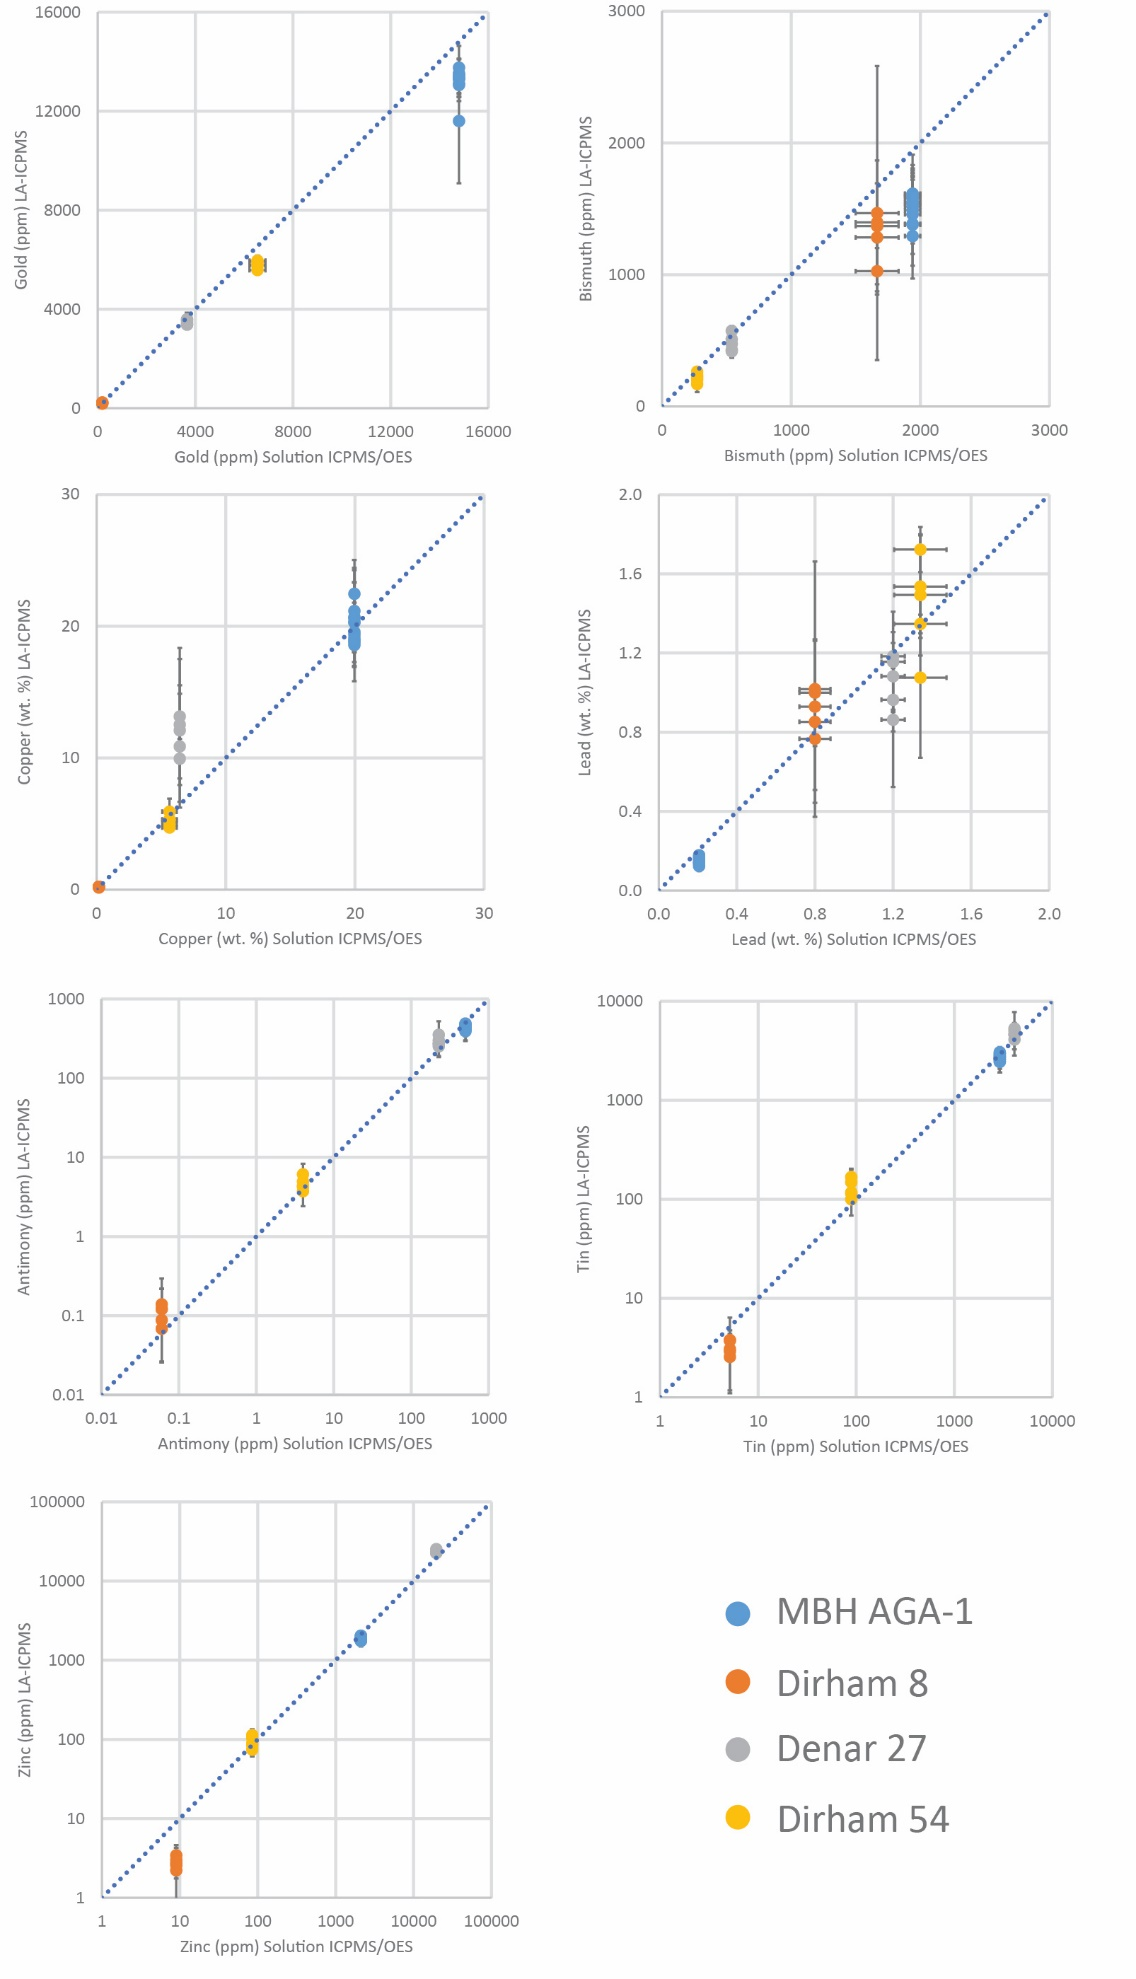 16000
12000
8000
4000
0
0 4000 8000 12000 16000
Gold (ppm) LA-ICPMS
Gold (ppm) Solution ICPMS/OES
3000
2000
1000
0
0 1000 2000 3000
Bismuth (ppm) LA-ICPMS
Bismuth (ppm) Solution ICPMS/OES
30
20
10
0
0 10 20 30
Copper (wt. %) LA-ICPMS
Copper (wt. %) Solution ICPMS/OES
2.0
1.6
1.2
0.8
0.4
0.0
0.0 0.4 0.8 1.2 1.6 2.0
Lead (wt. %) LA-ICPMS
Lead (wt. %) Solution ICPMS/OES
1000
100
10
1
0.1
0.01
0.01 0.1 1 10 100 1000
Antimony (ppm) LA-ICPMS
Antimony (ppm) Solution ICPMS/OES
10000
1000
100
10
1
1 10 100 1000 10000
Tin (ppm) LA-ICPMS
Tin (ppm) Solution ICPMS/OES
100000
10000
1000
100
10
1
1 10 100 1000 10000 100000
Zinc (ppm) LA-ICPMS
Zinc (ppm) Solution ICPMS/OES
MBH AGA-1
Dirham 8
Denar 27
Dirham 54